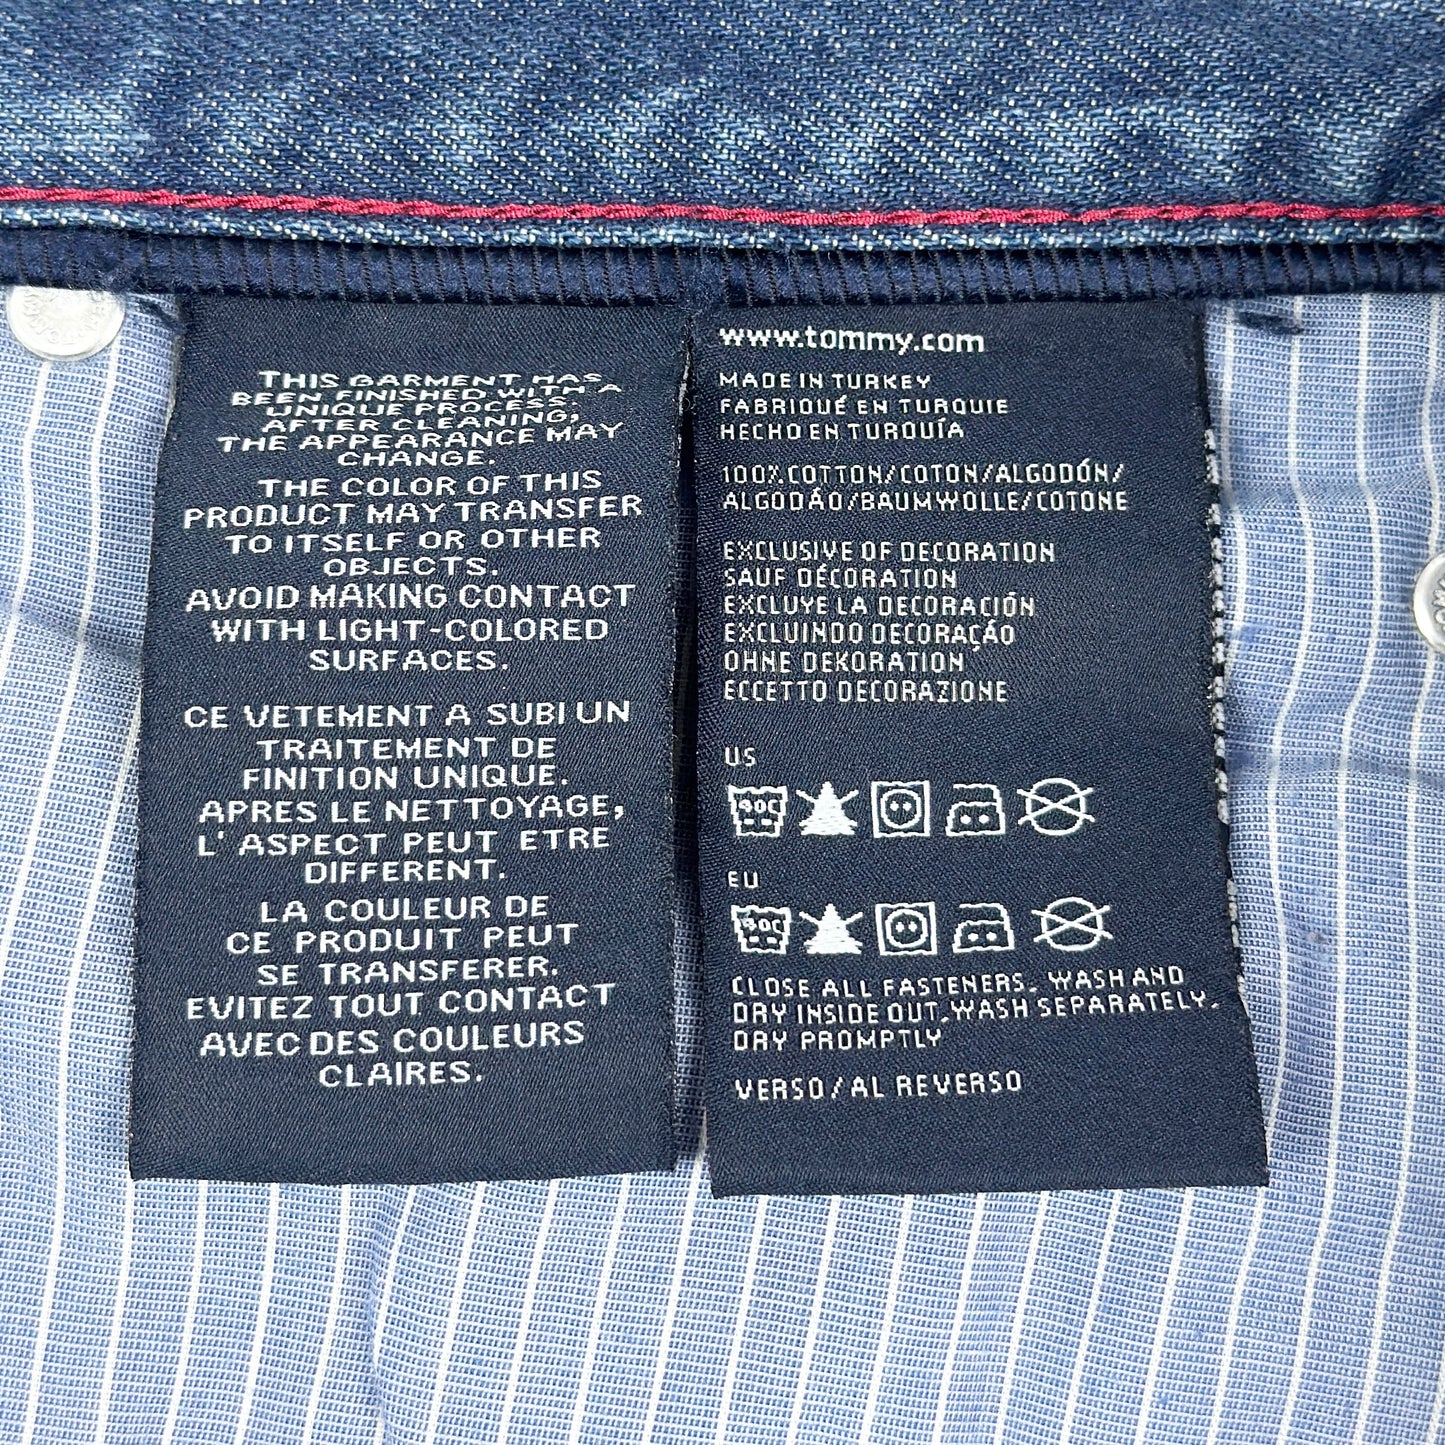 THIS GARMENT HAS
BEEN FINISHED WITH A
UNIQUE PROCESS.
AFTER CLEANING,
THE APPEARANCE MAY
CHANGE.
THE COLOR OF THIS
PRODUCT MAY TRANSFER
TO ITSELF OR OTHER
OBJECTS.
AVOID MAKING CONTACT
WITH LIGHT-COLORED
SURFACES.
CE VETEMENT A SUBI UN
TRAITEMENT DE
FINITION UNIQUE.
APRES LE NETTOYAGE,
L'ASPECT PEUT ETRE
DIFFERENT.
LA COULEUR DE
CE PRODUIT PEUT
SE TRANSFERER.
EVITEZ TOUT CONTACT
AVEC DES COULEURS
CLAIRES.
www.tommy.com
MADE IN TURKEY
FABRIQUÉ EN TURQUIE
HECHO EN TURQUÍA
100% COTTON/COTON/ALGODÓN/
ALGODÃO/BAUMWOLLE/COTONE
EXCLUSIVE OF DECORATION
SAUF DÉCORATION
EXCLUYE LA DECORACIÓN
EXCLUINDO DECORAÇÃO
OHNE DEKORATION
ECCETTO DECORAZIONE
US
40C
EU
40C
CLOSE ALL FASTENERS. WASH AND
DRY INSIDE OUT. WASH SEPARATELY.
DRY PROMPTLY
VERSO/AL REVERSO